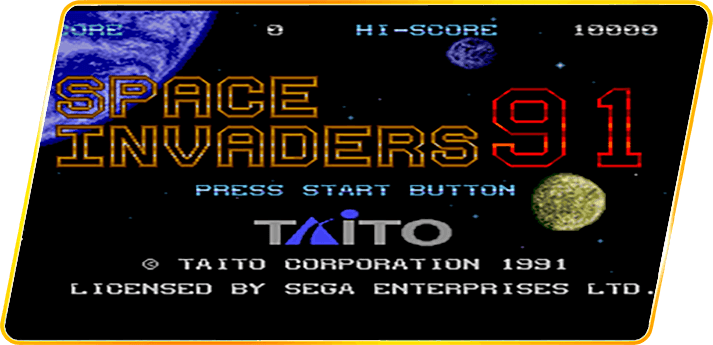 CORE 0 HI-SCORE 10000
SPACE
INVADERS 91
PRESS START BUTTON
TAITO
© TAITO CORPORATION 1991
LICENSED BY SEGA ENTERPRISES LTD.